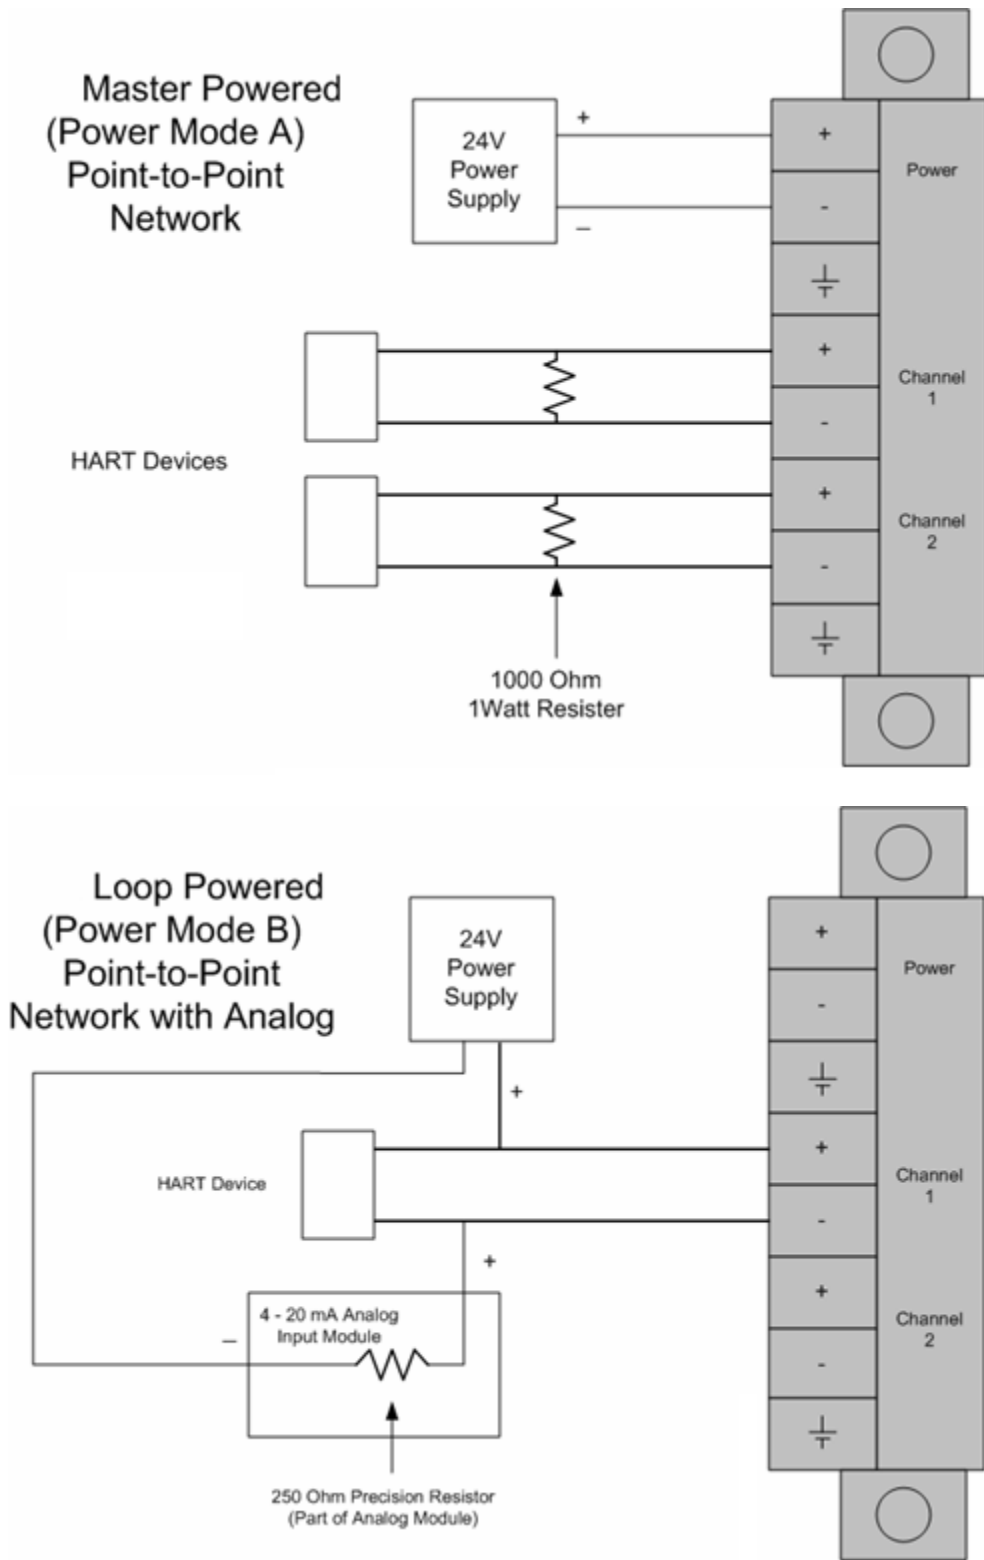 Master Powered
(Power Mode A)
Point-to-Point
Network
24V
Power
Supply
+
–
+
-
Power
+
-
Channel
1
+
-
Channel
2
HART Devices
1000 Ohm
1Watt Resister
Loop Powered
(Power Mode B)
Point-to-Point
Network with Analog
24V
Power
Supply
+
+
-
Power
+
-
Channel
1
+
-
Channel
2
HART Device
+
–
4 - 20 mA Analog
Input Module
250 Ohm Precision Resistor
(Part of Analog Module)